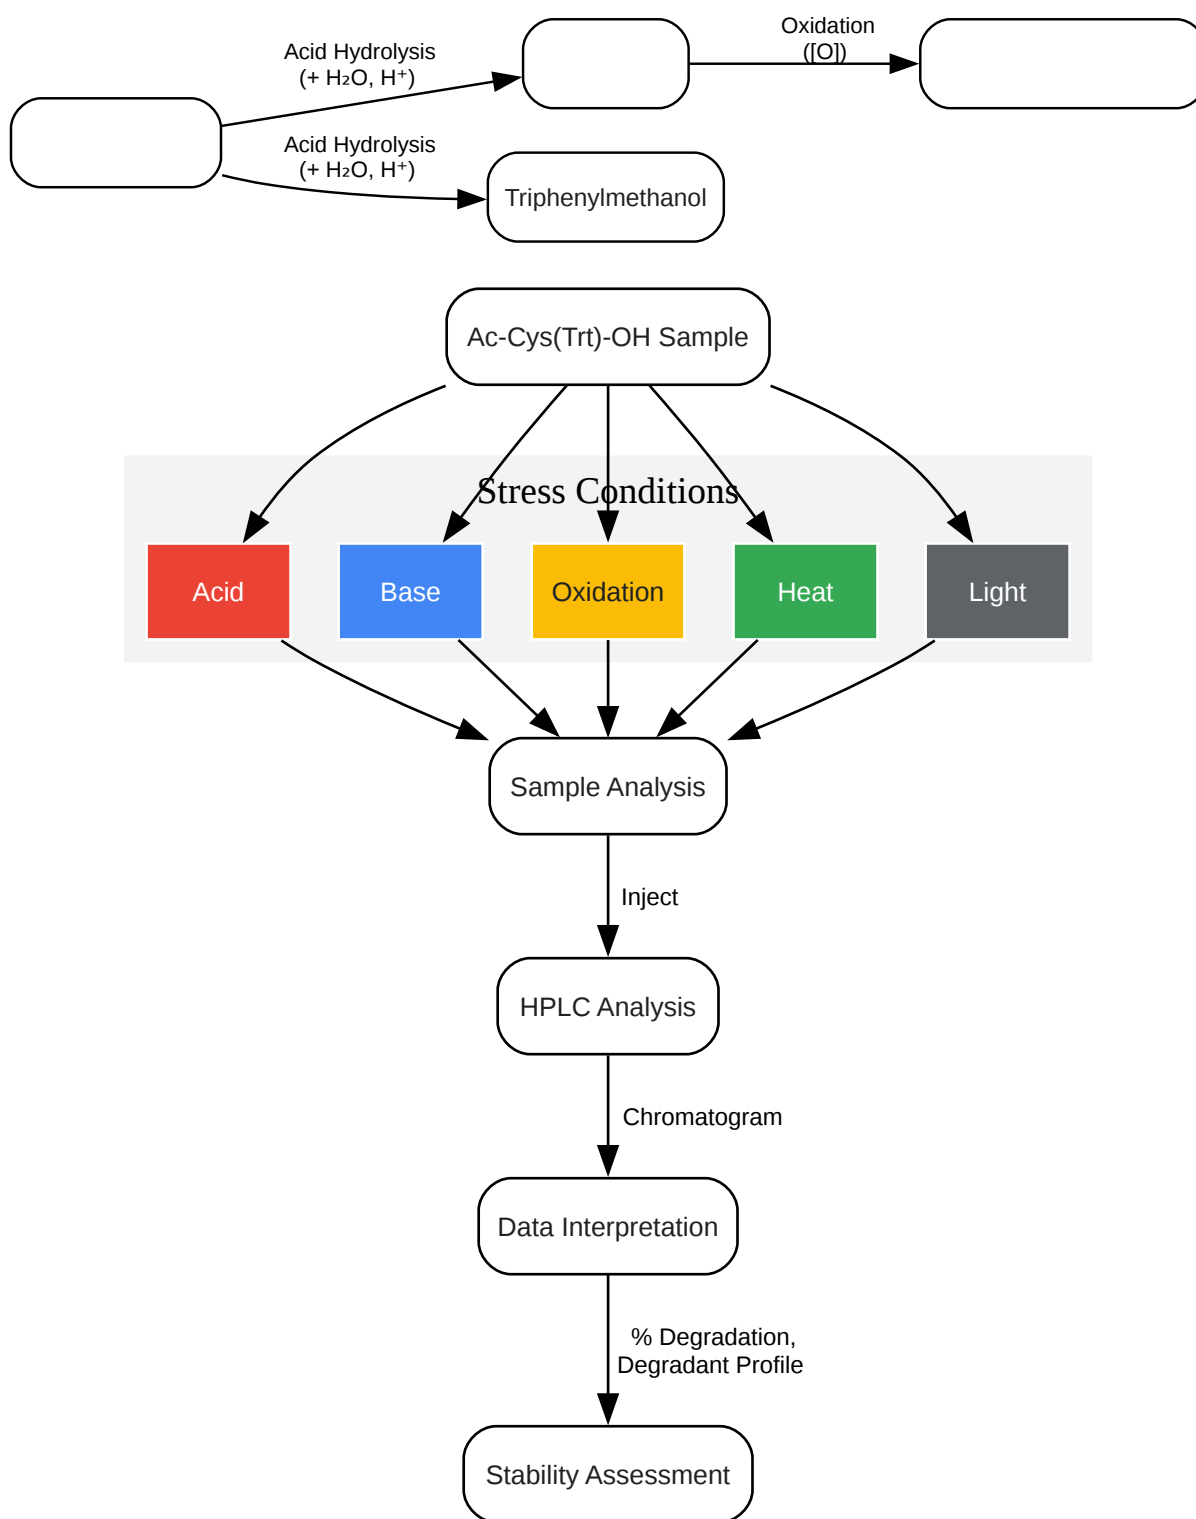 Oxidation
([O])
Acid Hydrolysis
(+ H₂O, H⁺)
Acid Hydrolysis
(+ H₂O, H⁺)
Triphenylmethanol
Ac-Cys(Trt)-OH Sample
Stress Conditions
Acid
Base
Oxidation
Heat
Light
Sample Analysis
Inject
HPLC Analysis
Chromatogram
Data Interpretation
% Degradation,
Degradant Profile
Stability Assessment